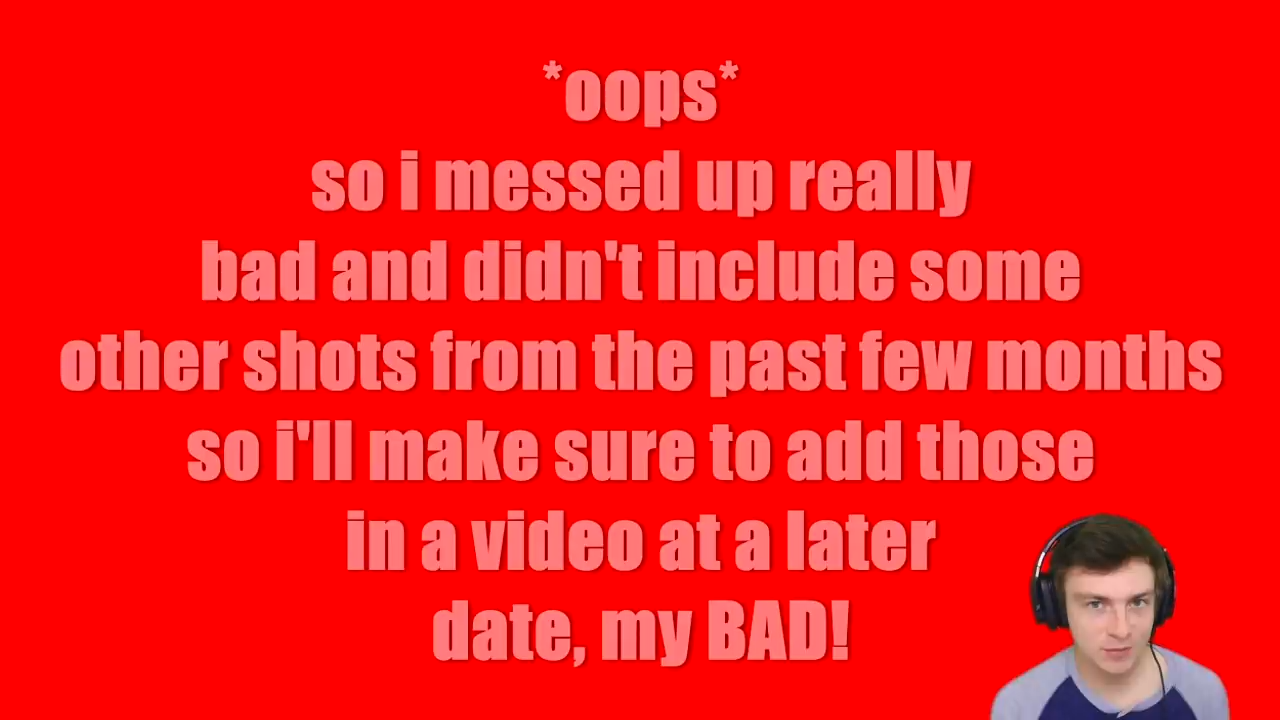 *oops*
so i messed up really
bad and didn't include some
other shots from the past few months
so i'll make sure to add those
in a video at a later
date, my BAD!